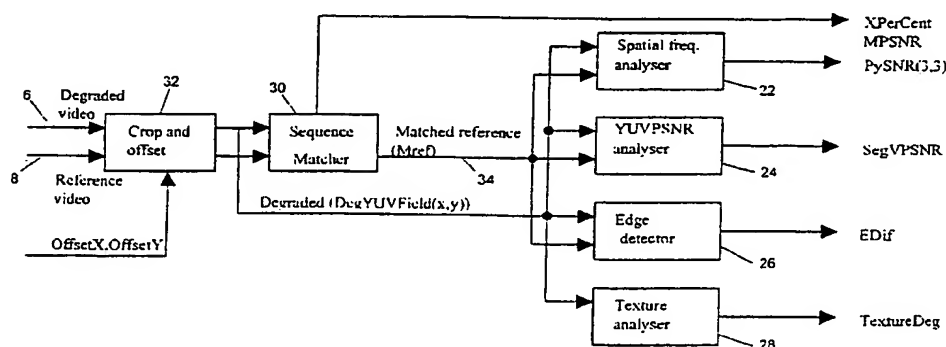 XPerCent
MPSNR
PySNR(3,3)
Spatial freq.
analyser
22
32
30
6
Degraded
video
Crop and
offset
Sequence
Matcher
Matched reference
(Mref)
34
YUVPSNR
analyser
24
SegVPSNR
8
Reference
video
Degraded (DegYUVField(x,y))
OffsetX,OffsetY
Edge
detector
26
EDif
Texture
analyser
28
TextureDeg